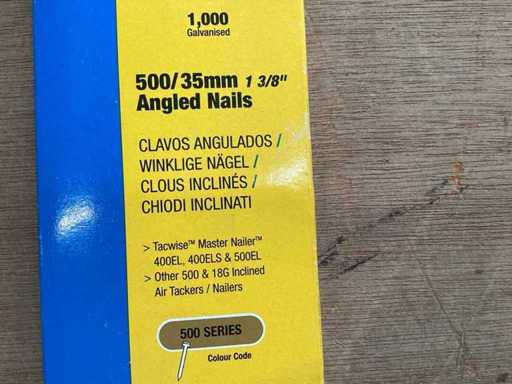 1,000
Galvanised
500/35mm 1 3/8"
Angled Nails
CLAVOS ANGULADOS /
WINKLIGE NÄGEL /
CLOUS INCLINÉS /
CHIODI INCLINATI
> Tacwise™ Master Nailer™
400EL, 400ELS & 500EL
> Other 500 & 18G Inclined
Air Tackers / Nailers
500 SERIES
Colour Code